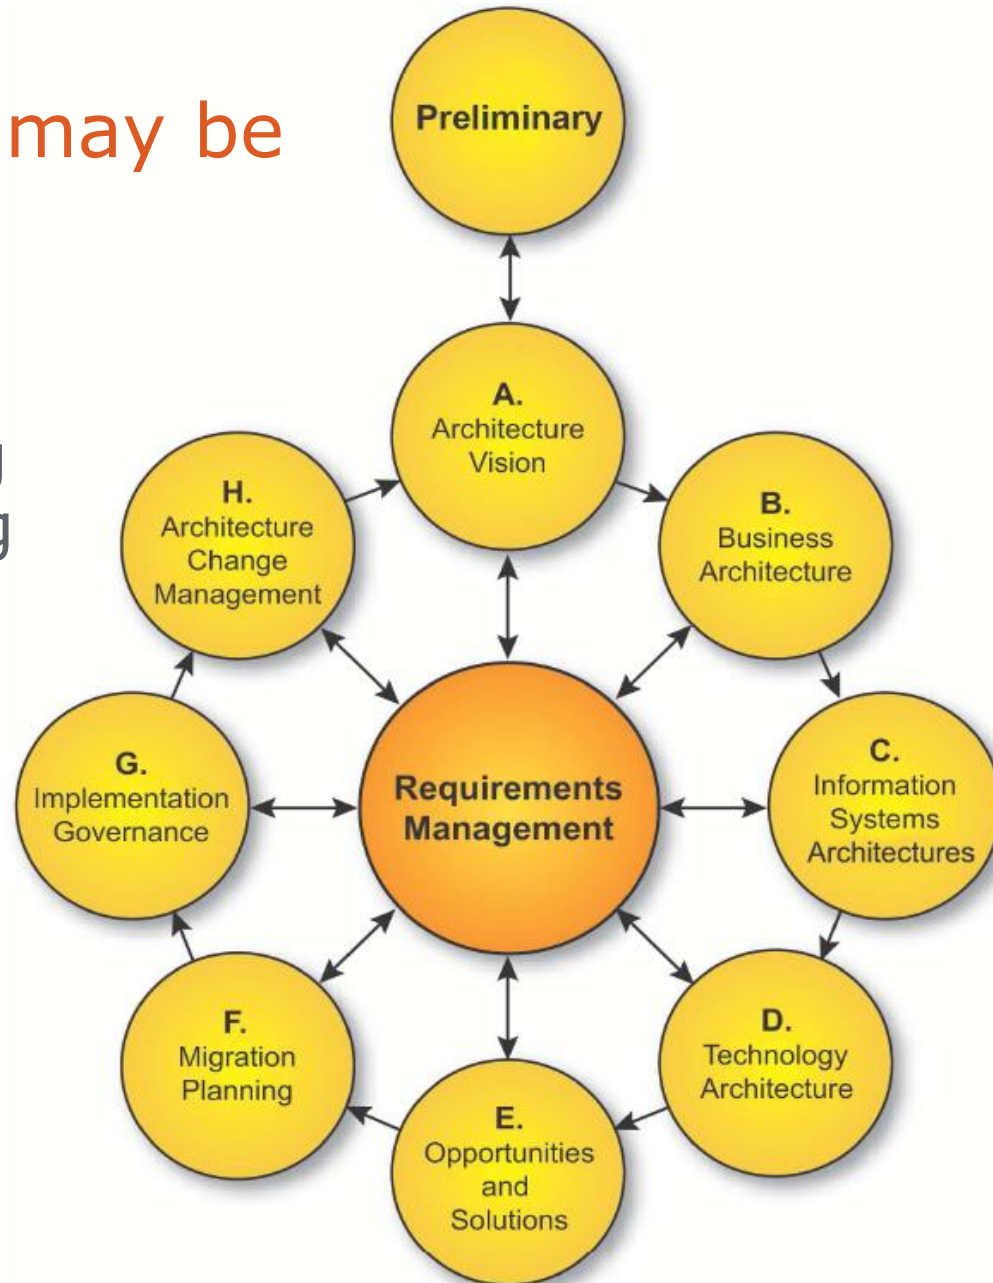 may be
g
g
Preliminary
A.
Architecture
Vision
B.
Business
Architecture
C.
Information
Systems
Architectures
D.
Technology
Architecture
E.
Opportunities
and
Solutions
F.
Migration
Planning
G.
Implementation
Governance
H.
Architecture
Change
Management
Requirements
Management